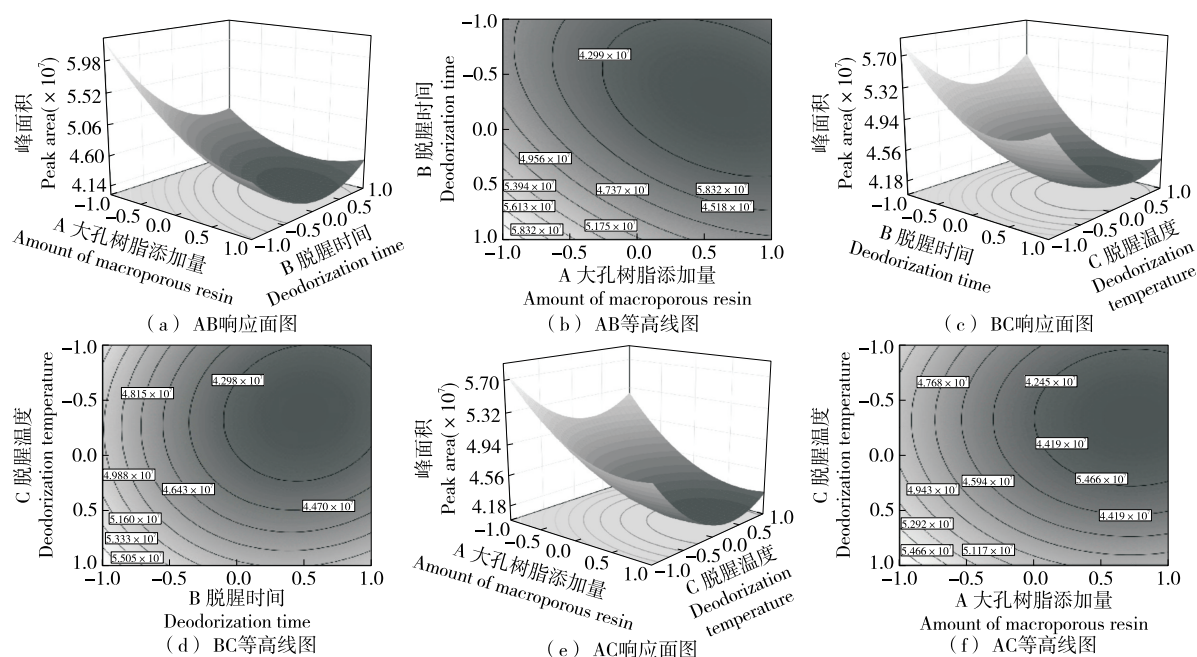 5.98
5.52
5.06
4.60
4.14
峰面积
Peak area(×10⁷)
-1.0
-0.5
0.0
0.5
1.0
A 大孔树脂添加量
Amount of macroporous resin
-1.0
-0.5
0.0
0.5
1.0
B 脱腥时间
Deodorization time
(a) AB响应面图
-1.0
-0.5
0.0
0.5
1.0
B 脱腥时间
Deodorization time
4.299×10⁷
4.956×10⁷
5.394×10⁷
4.737×10⁷
5.832×10⁷
5.613×10⁷
4.518×10⁷
5.832×10⁷
5.175×10⁷
-1.0 -0.5 0.0 0.5 1.0
A 大孔树脂添加量
Amount of macroporous resin
(b) AB等高线图
5.70
5.32
4.94
4.56
4.18
峰面积
Peak area(×10⁷)
-1.0
-0.5
0.0
0.5
1.0
B 脱腥时间
Deodorization time
-1.0
-0.5
0.0
0.5
1.0
C 脱腥温度
Deodorization
temperature
(c) BC响应面图
-1.0
-0.5
0.0
0.5
1.0
C 脱腥温度
Deodorization temperature
4.298×10⁷
4.815×10⁷
4.988×10⁷
4.643×10⁷
4.470×10⁷
5.160×10⁷
5.333×10⁷
5.505×10⁷
-1.0 -0.5 0.0 0.5 1.0
B 脱腥时间
Deodorization time
(d) BC等高线图
5.70
5.32
4.94
4.56
4.18
峰面积
Peak area(×10⁷)
-1.0
-0.5
0.0
0.5
1.0
A 大孔树脂添加量
Amount of macroporous resin
-1.0
-0.5
0.0
0.5
1.0
C 脱腥温度
Deodorization
temperature
(e) AC响应面图
-1.0
-0.5
0.0
0.5
1.0
C 脱腥温度
Deodorization temperature
4.768×10⁷
4.245×10⁷
4.419×10⁷
4.594×10⁷
5.466×10⁷
4.943×10⁷
4.419×10⁷
5.292×10⁷
5.466×10⁷
5.117×10⁷
-1.0 -0.5 0.0 0.5 1.0
A 大孔树脂添加量
Amount of macroporous resin
(f) AC等高线图